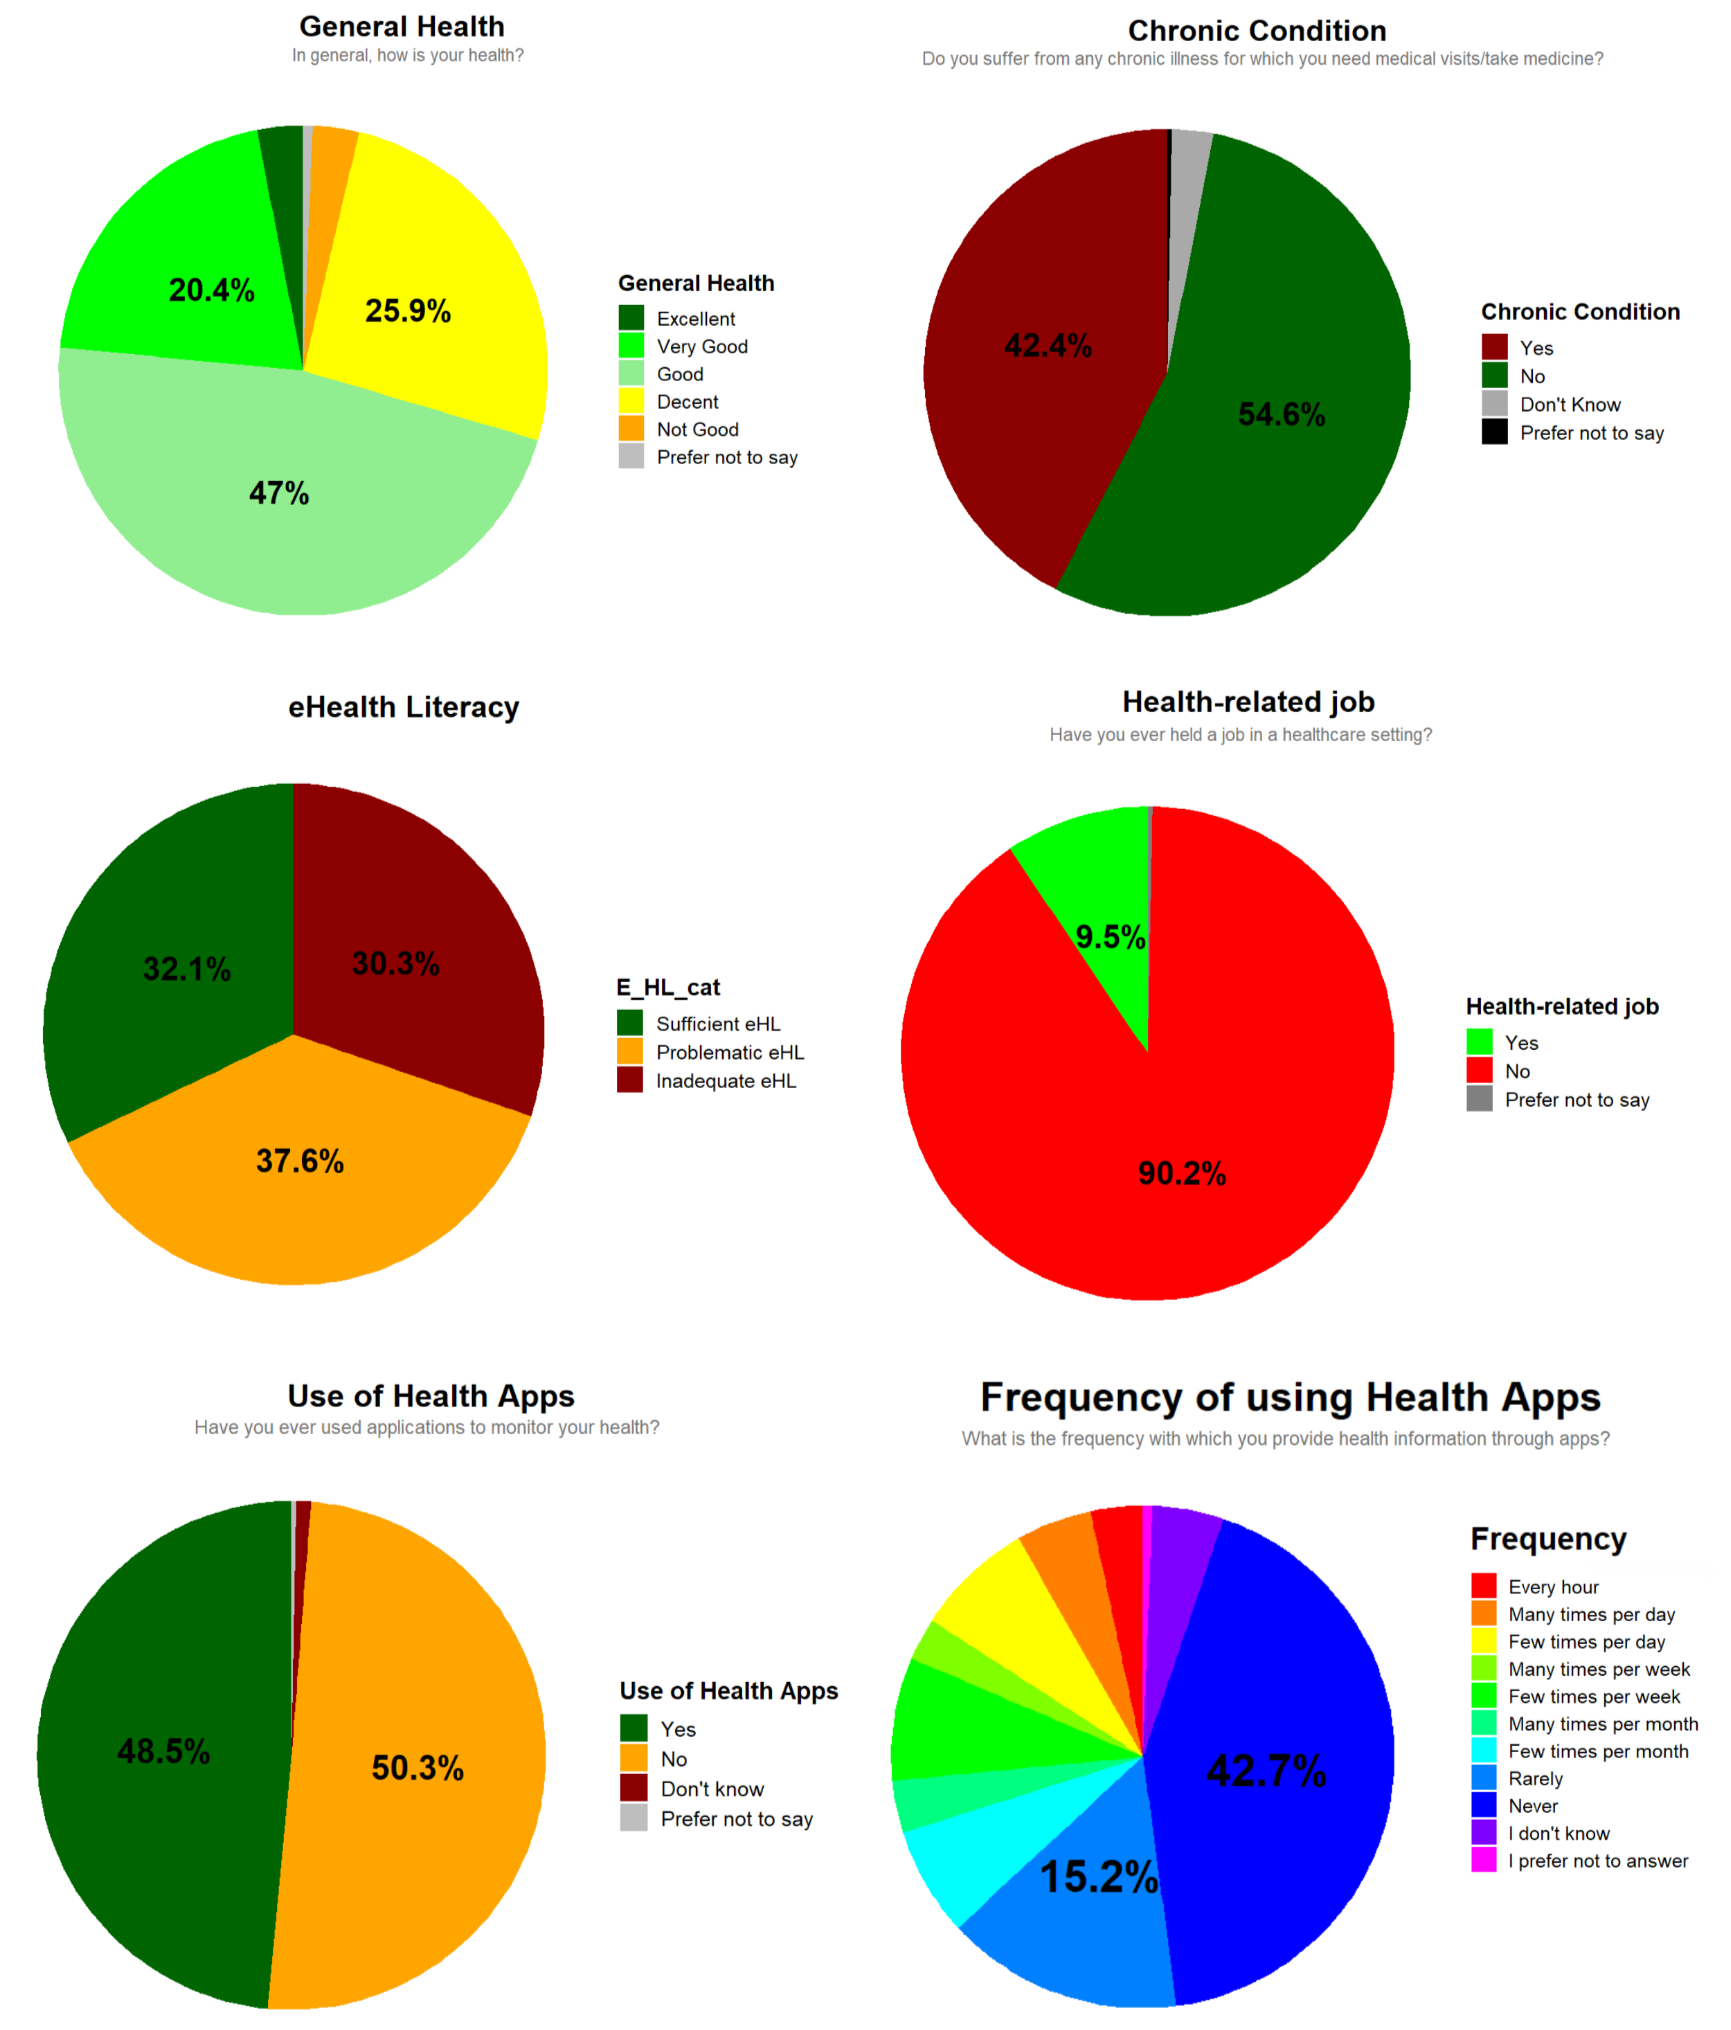 General Health
In general, how is your health?
20.4%
25.9%
47%
General Health
Excellent
Very Good
Good
Decent
Not Good
Prefer not to say
Chronic Condition
Do you suffer from any chronic illness for which you need medical visits/take medicine?
42.4%
54.6%
Chronic Condition
Yes
No
Don't Know
Prefer not to say
eHealth Literacy
32.1%
30.3%
37.6%
E_HL_cat
Sufficient eHL
Problematic eHL
Inadequate eHL
Health-related job
Have you ever held a job in a healthcare setting?
9.5%
90.2%
Health-related job
Yes
No
Prefer not to say
Use of Health Apps
Have you ever used applications to monitor your health?
48.5%
50.3%
Use of Health Apps
Yes
No
Don't know
Prefer not to say
Frequency of using Health Apps
What is the frequency with which you provide health information through apps?
42.7%
15.2%
Frequency
Every hour
Many times per day
Few times per day
Many times per week
Few times per week
Many times per month
Few times per month
Rarely
Never
I don't know
I prefer not to answer